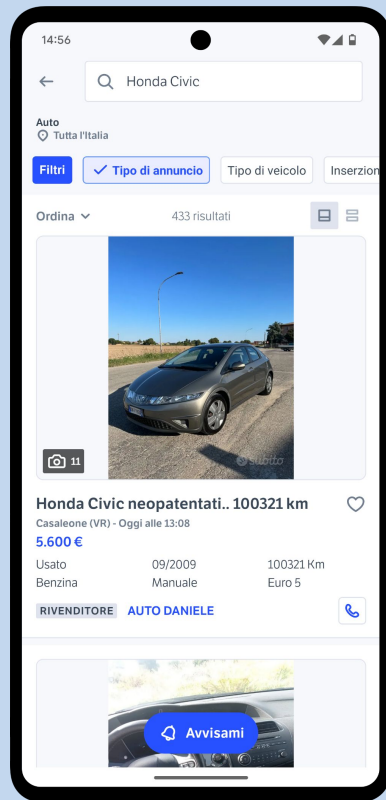 14:56
Honda Civic
Auto
Tutta l'Italia
Filtri Tipo di annuncio Tipo di veicolo Inserzion
Ordina 433 risultati
11
subito
Honda Civic neopatentati.. 100321 km
Casaleone (VR) - Oggi alle 13:08
5.600 €
Usato 09/2009 100321 Km
Benzina Manuale Euro 5
RIVENDITORE AUTO DANIELE
Avvisami